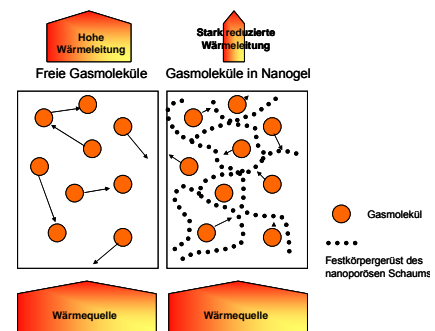 Hohe
Wärmeleitung
Stark reduzierte
Wärmeleitung
Freie Gasmoleküle
Gasmoleküle in Nanogel
Gasmolekül
Festkörpergerüst des
nanoporösen Schaums
Wärmequelle
Wärmequelle